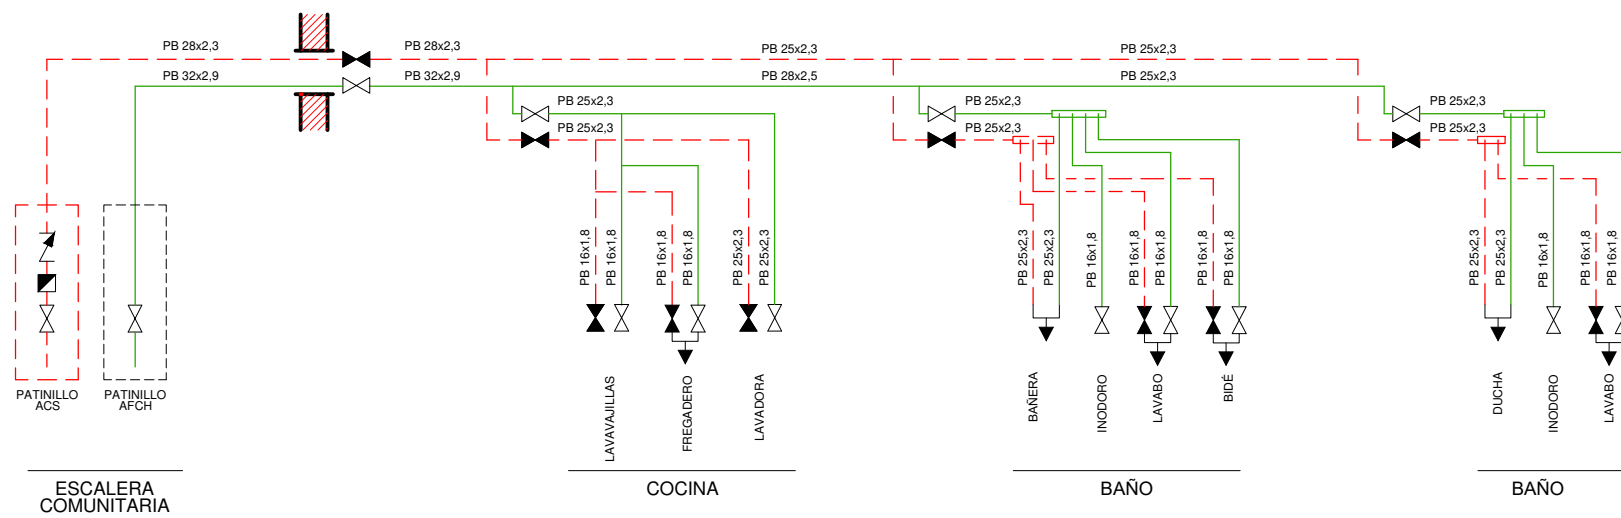 PB 28x2,3
PB 28x2,3
PB 25x2,3
PB 25x2,3
PB 32x2,9
PB 32x2,9
PB 28x2,5
PB 25x2,3
PB 25x2,3
PB 25x2,3
PB 25x2,3
PB 25x2,3
PB 25x2,3
PB 25x2,3
PB 16x1,8
PB 16x1,8
PB 16x1,8
PB 16x1,8
PB 25x2,3
PB 25x2,3
PB 25x2,3
PB 25x2,3
PB 16x1,8
PB 16x1,8
PB 16x1,8
PB 16x1,8
PB 16x1,8
PB 25x2,3
PB 25x2,3
PB 16x1,8
PB 16x1,8
PB 16x1,8
PATINILLO
ACS
PATINILLO
AFCH
LAVAVAJILLAS
FREGADERO
LAVADORA
BAÑERA
INODORO
LAVABO
BIDÉ
DUCHA
INODORO
LAVABO
ESCALERA
COMUNITARIA
COCINA
BAÑO
BAÑO